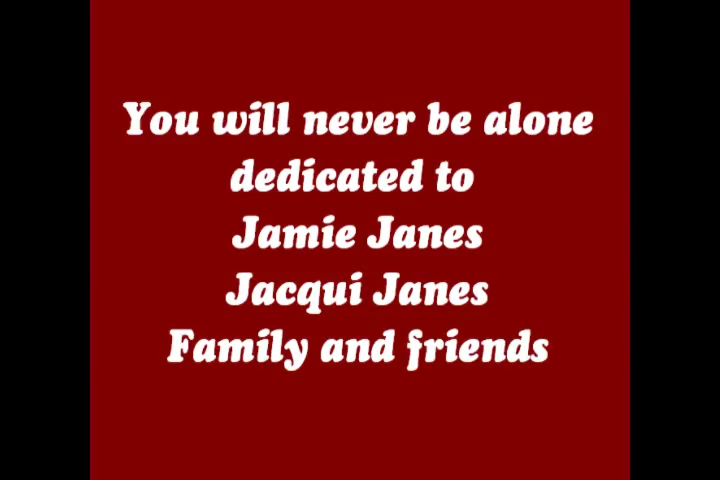 You will never be alone
dedicated to
Jamie Janes
Jacqui Janes
Family and friends